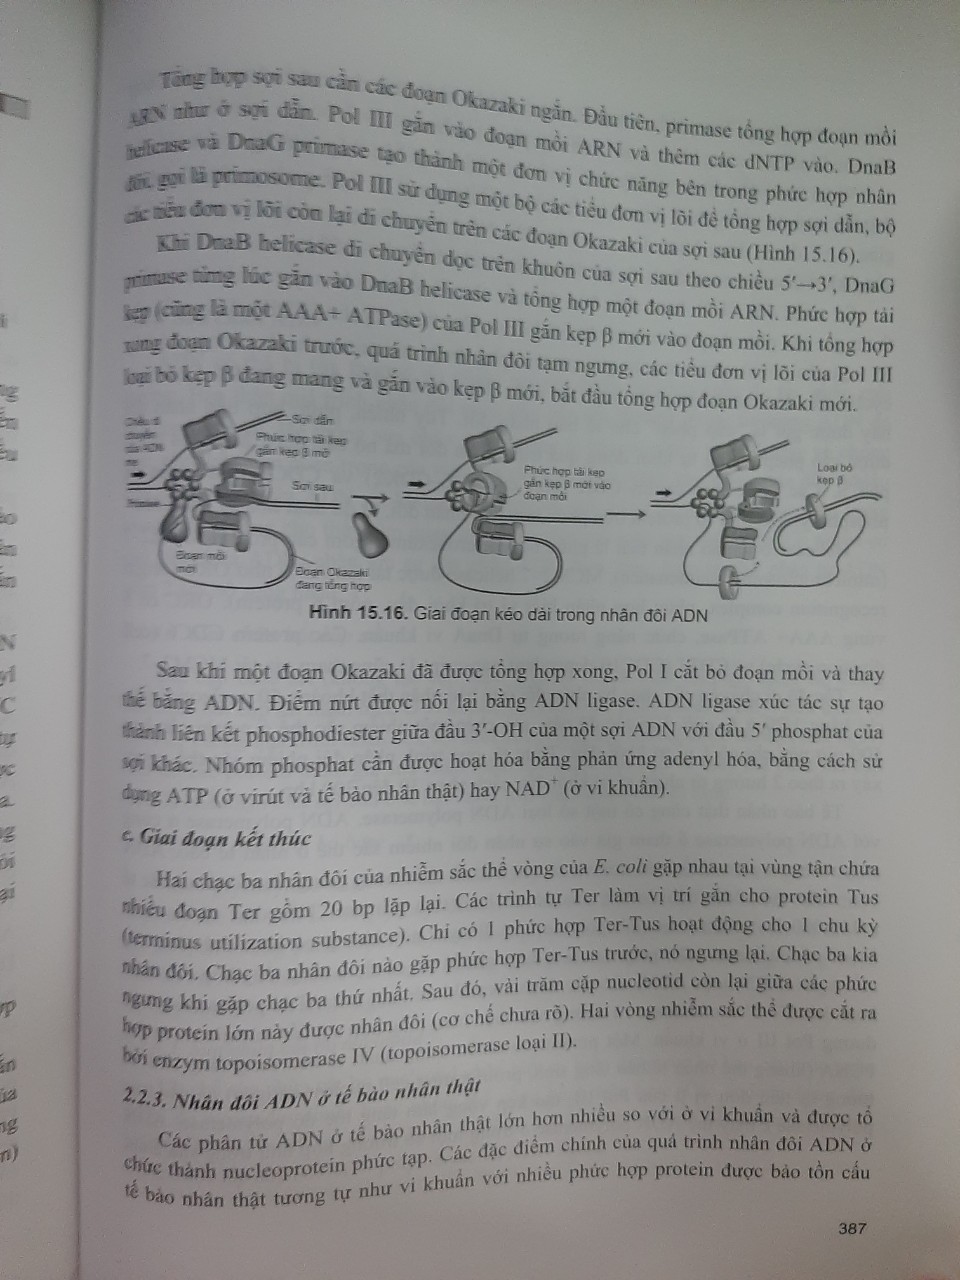 Tổng hợp sợi sau cần các đoạn Okazaki ngắn. Đầu tiên, primase tổng hợp đoạn mồi
ARN như ở sợi dẫn. Pol III gắn vào đoạn mồi ARN và thêm các dNTP vào. DnaB
helicase và DnaG primase tạo thành một đơn vị chức năng bên trong phức hợp nhân
đôi, gọi là primosome. Pol III sử dụng một bộ các tiểu đơn vị lõi để tổng hợp sợi dẫn, bộ
các tiểu đơn vị lõi còn lại di chuyển trên các đoạn Okazaki của sợi sau (Hình 15.16).
Khi DnaB helicase di chuyển dọc trên khuôn của sợi sau theo chiều 5′→3′, DnaG
primase từng lúc gắn vào DnaB helicase và tổng hợp một đoạn mồi ARN. Phức hợp tải
kẹp (cũng là một AAA+ ATPase) của Pol III gắn kẹp β mới vào đoạn mồi. Khi tổng hợp
xong đoạn Okazaki trước, quá trình nhân đôi tạm ngưng, các tiểu đơn vị lõi của Pol III
loại bỏ kẹp β đang mang và gắn vào kẹp β mới, bắt đầu tổng hợp đoạn Okazaki mới.
Sợi dẫn
Phức hợp tải kẹp
gắn kẹp β mở
Sợi sau
Primase
Đoạn mồi
mới
Đoạn Okazaki
đang tổng hợp
Phức hợp tải kẹp
gắn kẹp β mới vào
đoạn mồi
Loại bỏ
kẹp β
Hình 15.16. Giai đoạn kéo dài trong nhân đôi ADN
Sau khi một đoạn Okazaki đã được tổng hợp xong, Pol I cắt bỏ đoạn mồi và thay
thế bằng ADN. Điểm nứt được nối lại bằng ADN ligase. ADN ligase xúc tác sự tạo
thành liên kết phosphodiester giữa đầu 3′-OH của một sợi ADN với đầu 5′ phosphat của
sợi khác. Nhóm phosphat cần được hoạt hóa bằng phản ứng adenyl hóa, bằng cách sử
dụng ATP (ở virút và tế bào nhân thật) hay NAD⁺ (ở vi khuẩn).
c. Giai đoạn kết thúc
Hai chạc ba nhân đôi của nhiễm sắc thể vòng của E. coli gặp nhau tại vùng tận chứa
nhiều đoạn Ter gồm 20 bp lặp lại. Các trình tự Ter làm vị trí gắn cho protein Tus
(terminus utilization substance). Chỉ có 1 phức hợp Ter-Tus hoạt động cho 1 chu kỳ
nhân đôi. Chạc ba nhân đôi nào gặp phức hợp Ter-Tus trước, nó ngưng lại. Chạc ba kia
ngưng khi gặp chạc ba thứ nhất. Sau đó, vài trăm cặp nucleotid còn lại giữa các phức
hợp protein lớn này được nhân đôi (cơ chế chưa rõ). Hai vòng nhiễm sắc thể được cắt ra
bởi enzym topoisomerase IV (topoisomerase loại II).
2.2.3. Nhân đôi ADN ở tế bào nhân thật
Các phân tử ADN ở tế bào nhân thật lớn hơn nhiều so với ở vi khuẩn và được tổ
chức thành nucleoprotein phức tạp. Các đặc điểm chính của quá trình nhân đôi ADN ở
tế bào nhân thật tương tự như vi khuẩn với nhiều phức hợp protein được bảo tồn cấu
387